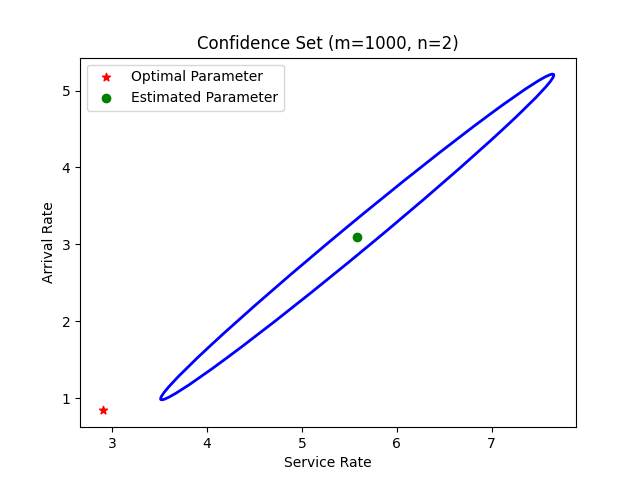 Confidence Set (m=1000, n=2)
Optimal Parameter
Estimated Parameter
5
4
3
2
1
Arrival Rate
3 4 5 6 7
Service Rate